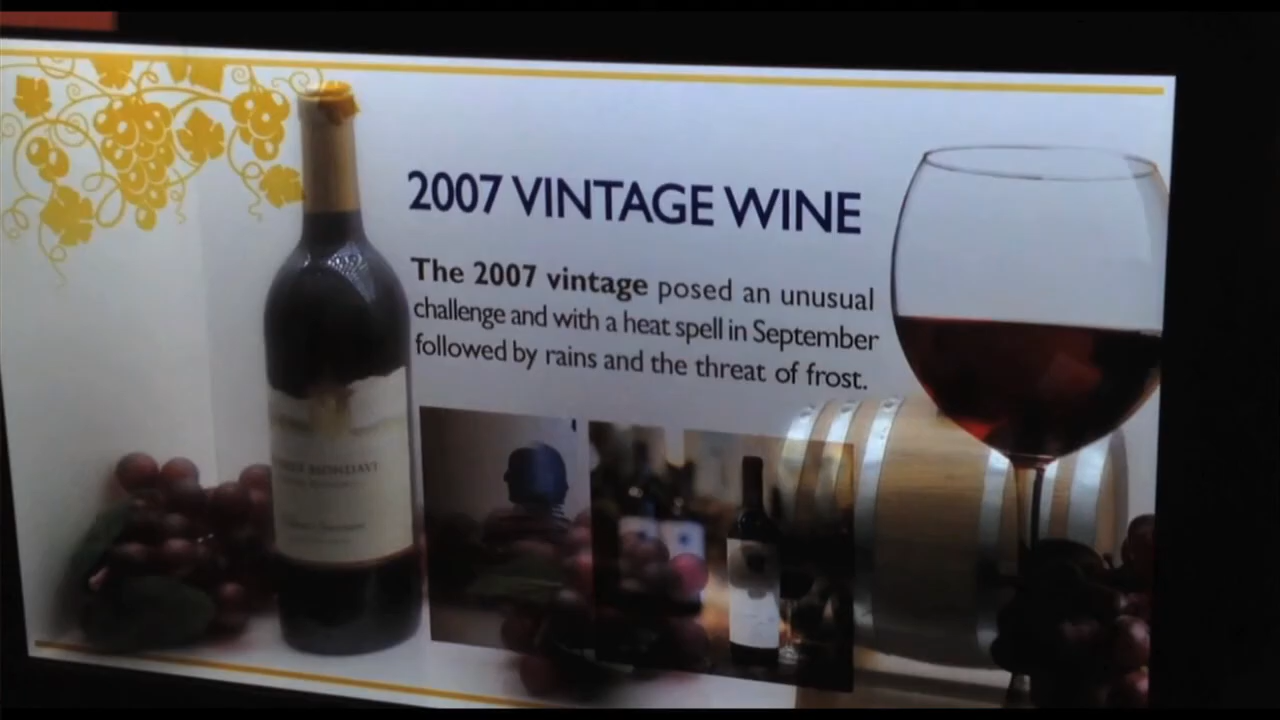 2007 VINTAGE WINE
The 2007 vintage posed an unusual
challenge and with a heat spell in September
followed by rains and the threat of frost.
MONDAVI